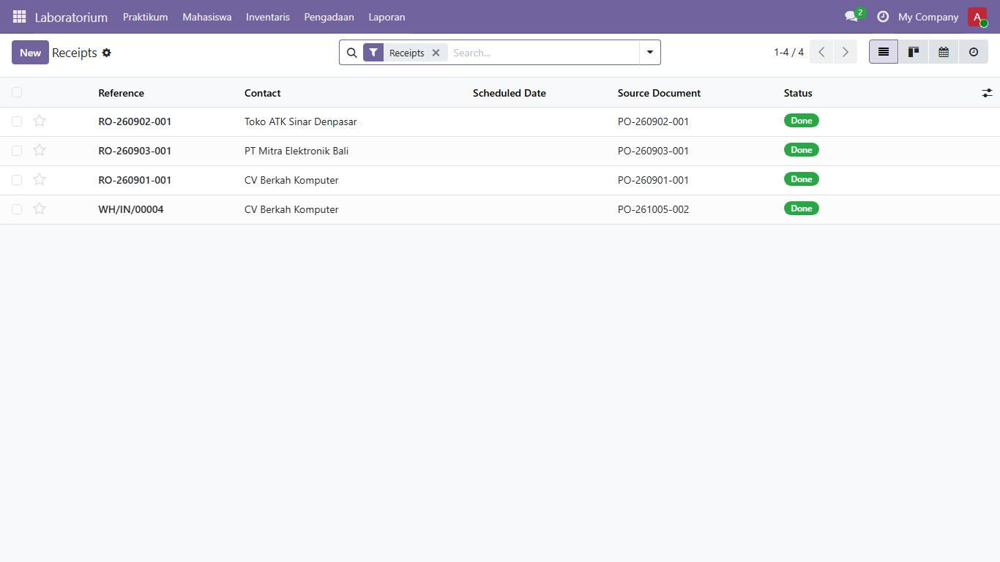 Laboratorium Praktikum Mahasiswa Inventaris Pengadaan Laporan 2 My Company A
New Receipts Receipts Search... 1-4 / 4
Reference Contact Scheduled Date Source Document Status
RO-260902-001 Toko ATK Sinar Denpasar PO-260902-001 Done
RO-260903-001 PT Mitra Elektronik Bali PO-260903-001 Done
RO-260901-001 CV Berkah Komputer PO-260901-001 Done
WH/IN/00004 CV Berkah Komputer PO-261005-002 Done